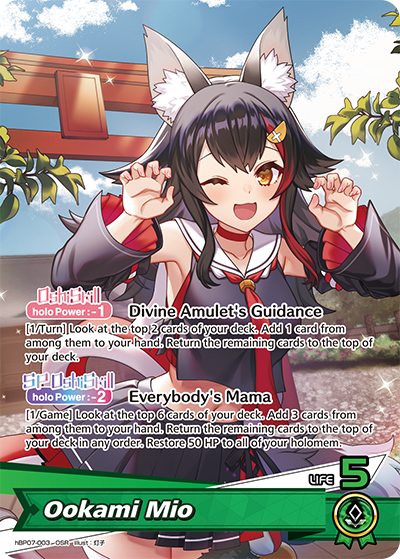 Oshi Skill
holo Power : -1
Divine Amulet's Guidance
[1/Turn] Look at the top 2 cards of your deck. Add 1 card from
among them to your hand. Return the remaining cards to the top of
your deck.
SP Oshi Skill
holo Power : -2
Everybody's Mama
[1/Game] Look at the top 6 cards of your deck. Add 3 cards from
among them to your hand. Return the remaining cards to the top of
your deck in any order. Restore 50 HP to all of your holomem.
LIFE 5
Ookami Mio
hBP07-003 OSR illust:灯子